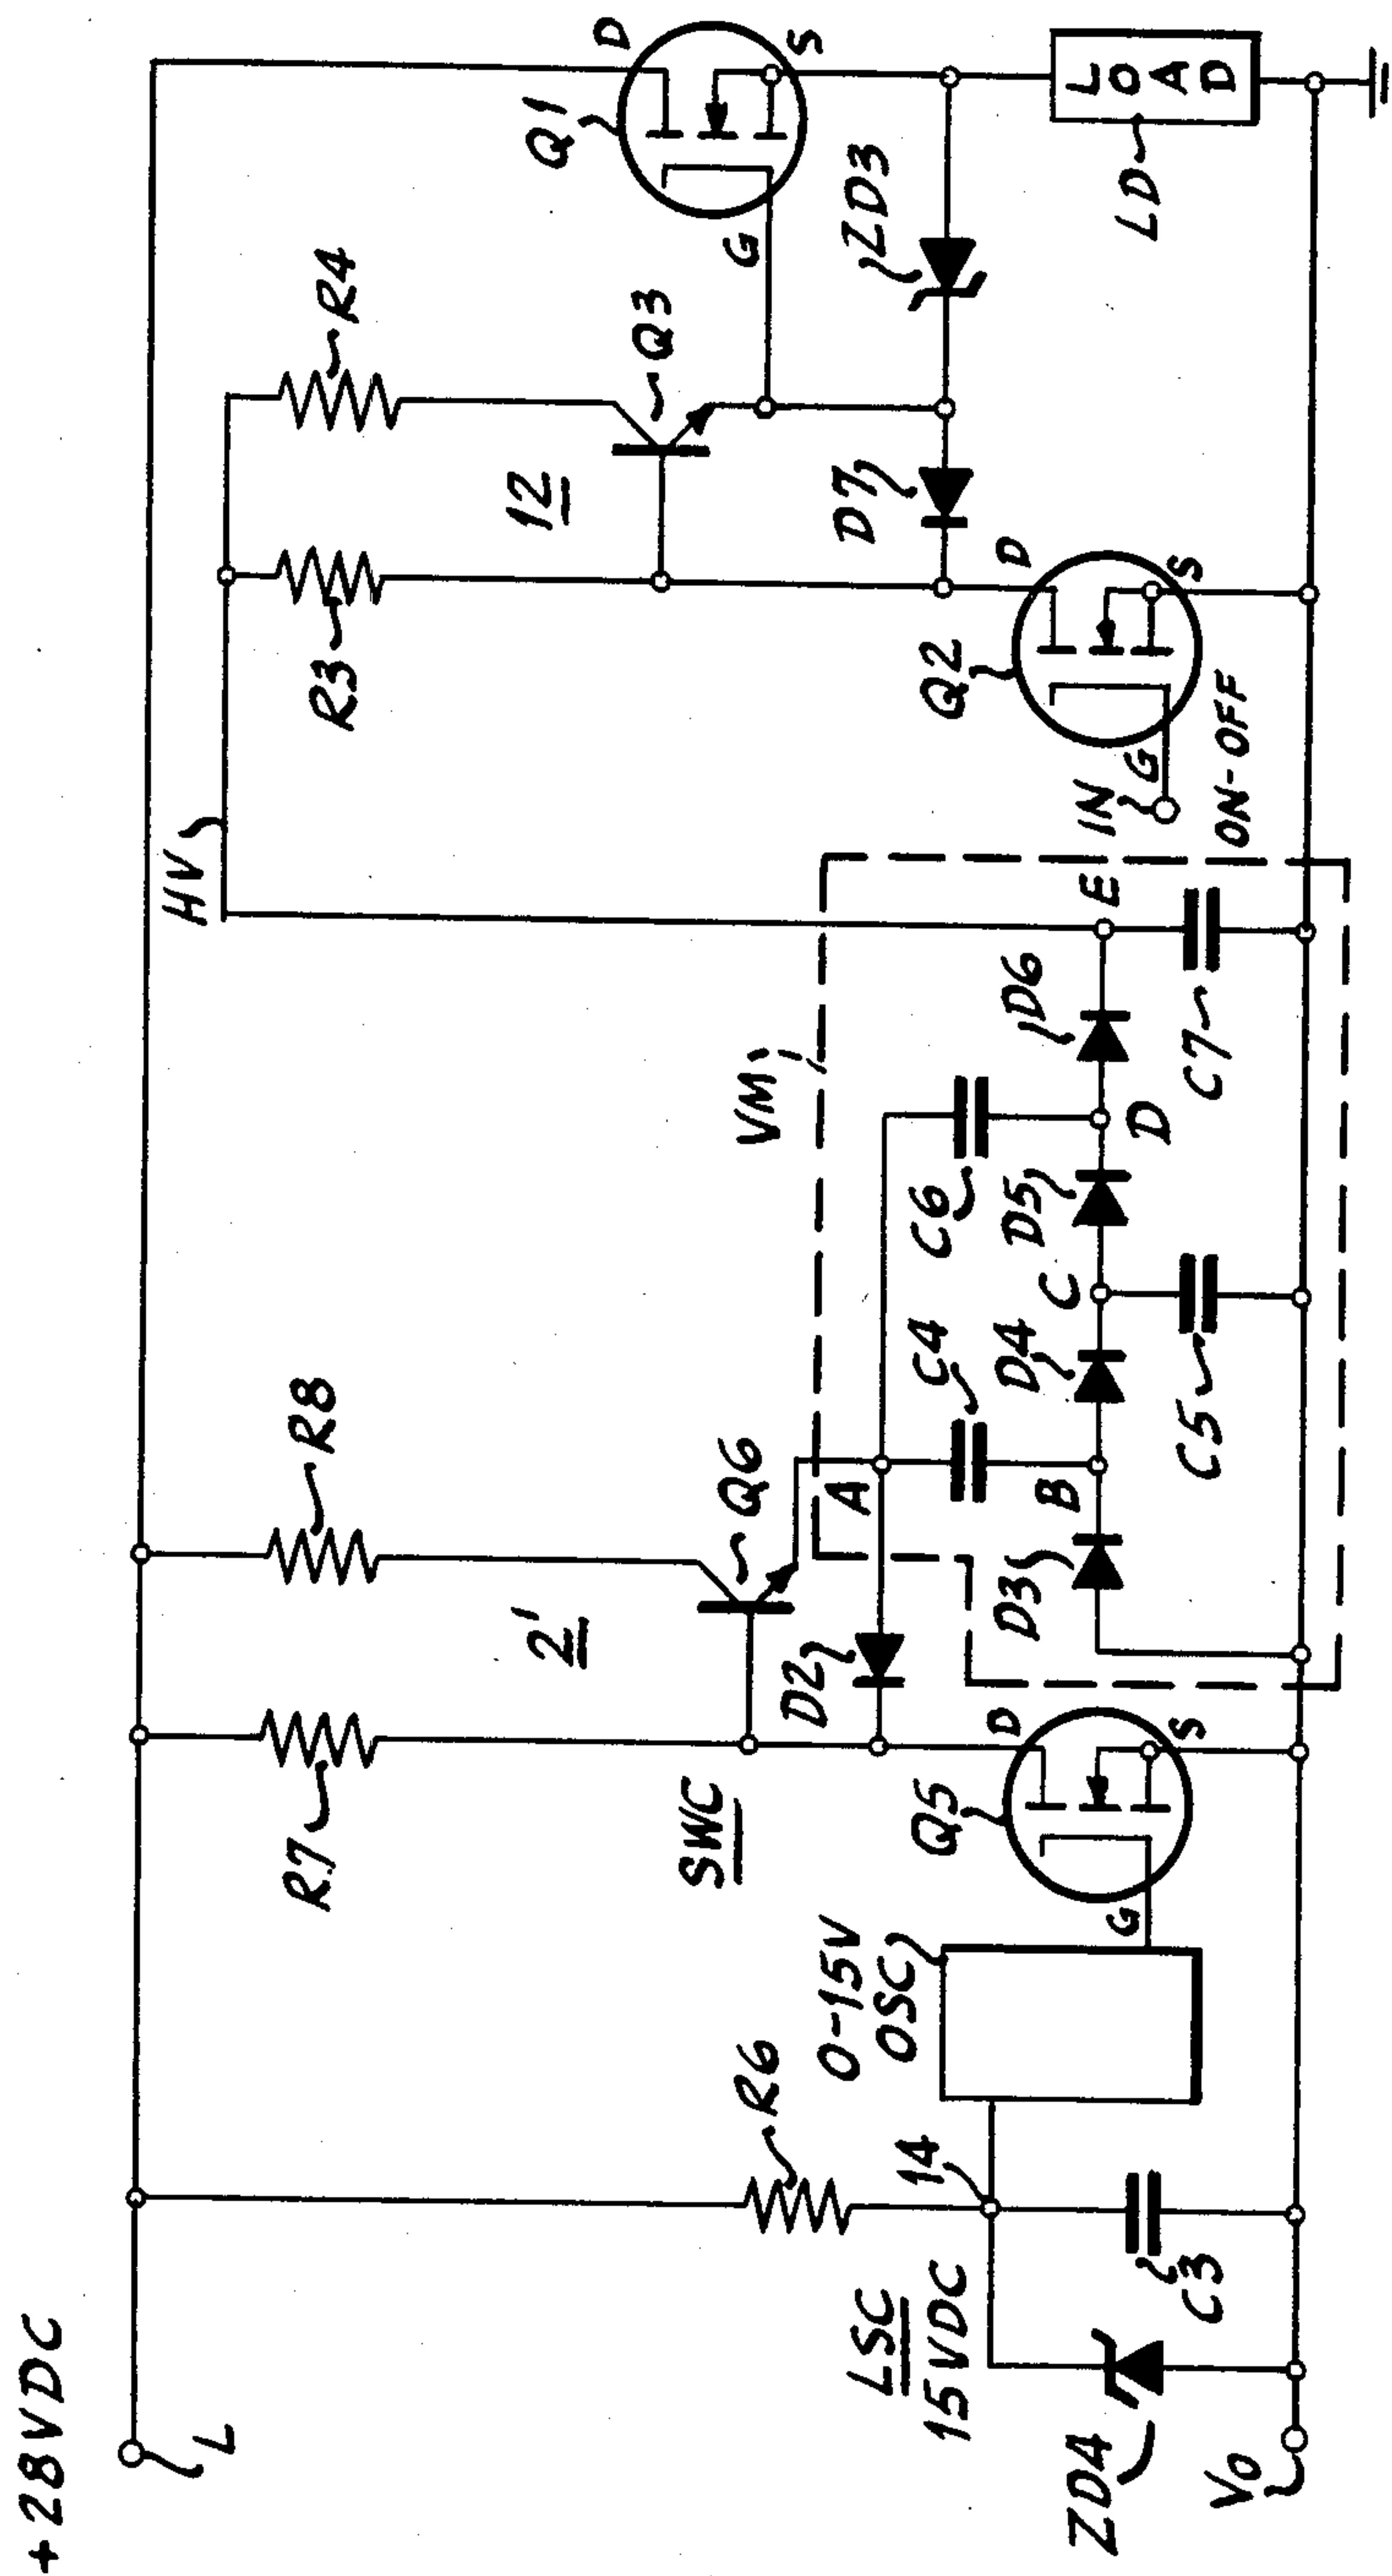 +28VDC
L
R7
R8
HV
R3
R4
Q1
D
S
G
Q3
12
2'
SWC
Q6
VM1
R6
D2
A
C4
C6
D7
ZD3
LOAD
LD
LSC
15VDC
14
0-15V
OSC
Q5
D
S
G
D3
B
D4
C
D5
D
D6
E
IN
G
Q2
D
S
ON-OFF
ZD4
C3
C5
C7
V0